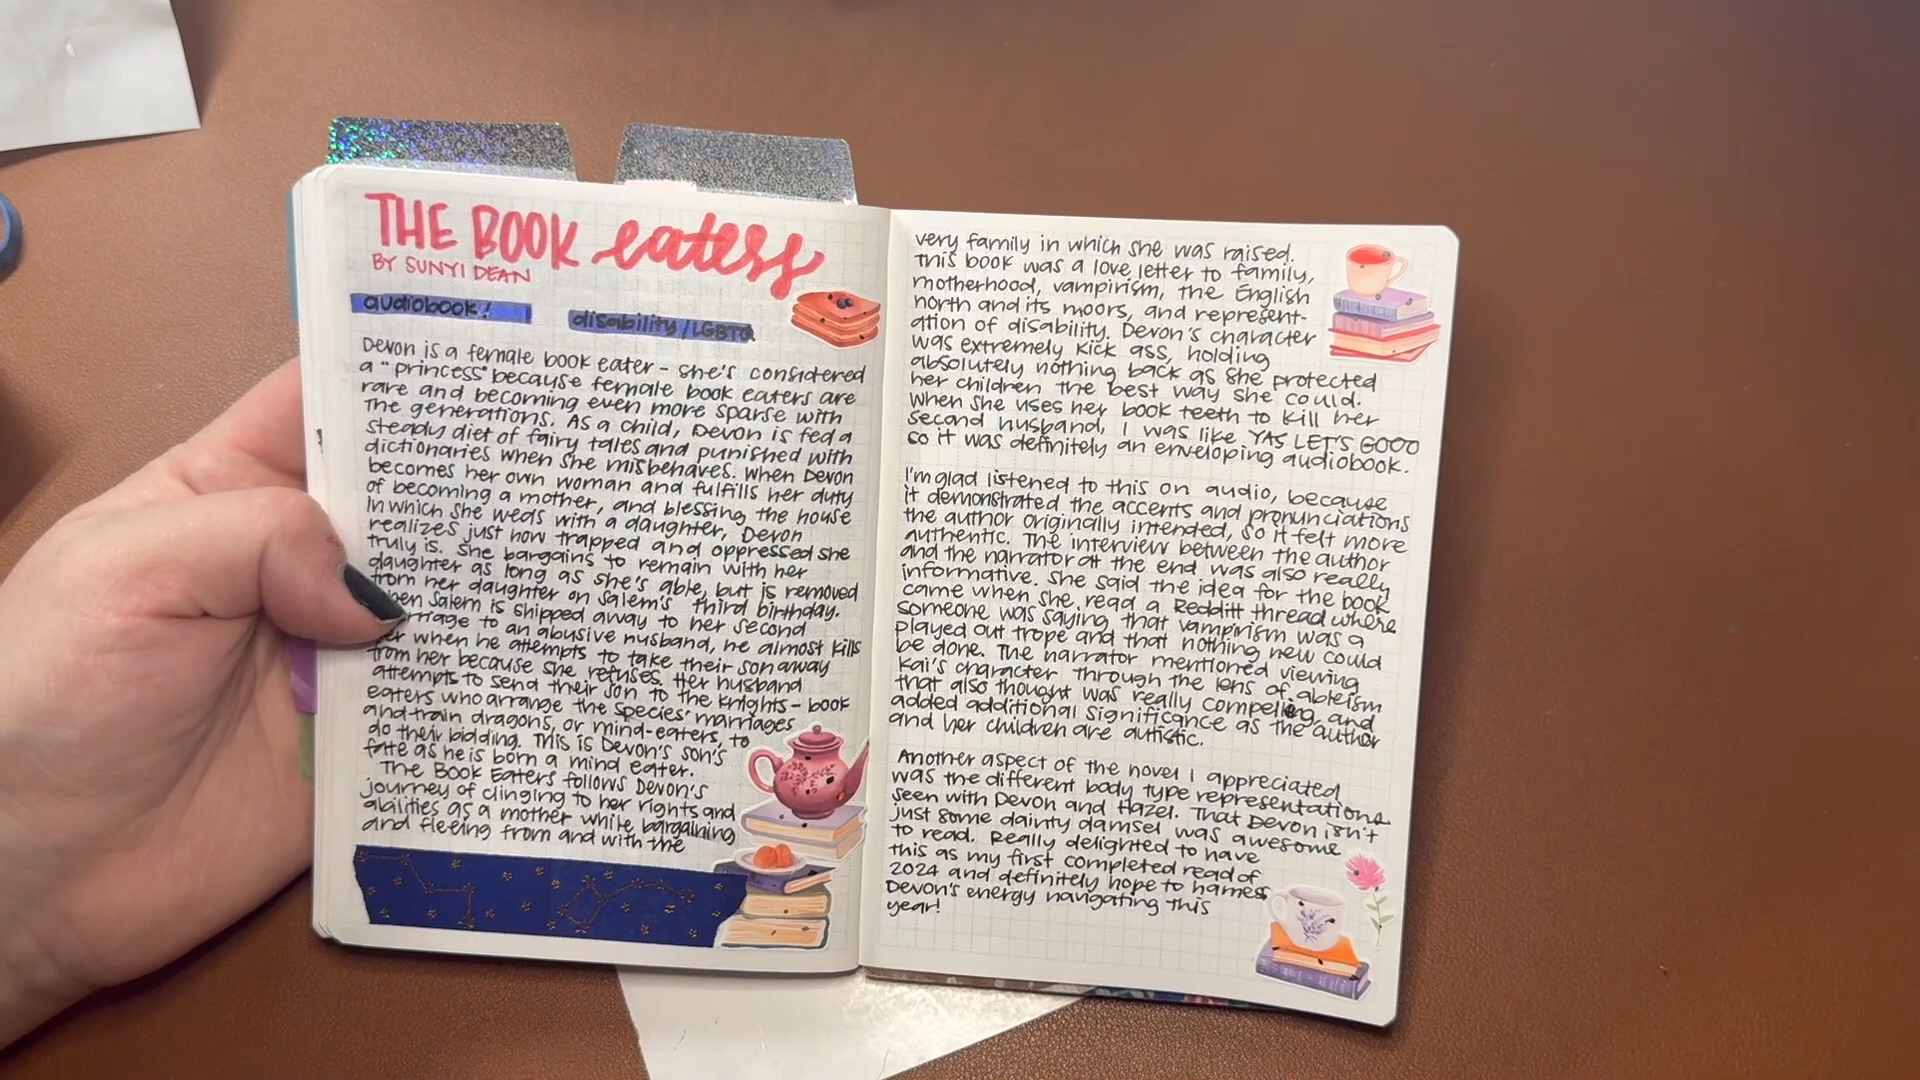 THE BOOK eaters
BY SUNYI DEAN
audiobook!
disability/LGBTQ
Devon is a female book eater - she's considered
a "princess" because female book eaters are
rare and becoming even more sparse with
the generations. As a child, Devon is fed a
steady diet of fairy tales and punished with
dictionaries when she misbehaves. When Devon
becomes her own woman and fulfills her duty
of becoming a mother, and blessing the house
in which she weds with a daughter, Devon
realizes just how trapped and oppressed she
truly is. She bargains to remain with her
daughter as long as she's able, but is removed
from her daughter on Salem's third birthday.
when Salem is shipped away to her second
marriage to an abusive husband, he almost kills
her when he attempts to take their son away
from her because she refuses. Her husband
attempts to send their son to the knights - book
eaters who arrange the species' marriages
and train dragons, or mind-eaters, to
do their bidding. This is Devon's son's
fate as he is born a mind eater.
The Book Eaters follows Devon's
journey of clinging to her rights and
abilities as a mother while bargaining
and fleeing from and with the
very family in which she was raised.
This book was a love letter to family,
motherhood, vampirism, the English
north and its moors, and represent-
ation of disability. Devon's character
was extremely kick ass, holding
absolutely nothing back as she protected
her children the best way she could.
When she uses her book teeth to kill her
second husband, I was like YAS LET'S GOOO
so it was definitely an enveloping audiobook.
I'm glad listened to this on audio, because
it demonstrated the accents and pronunciations
the author originally intended, so it felt more
authentic. The interview between the author
and the narrator at the end was also really
informative. She said the idea for the book
came when she read a Reddit thread where
someone was saying that vampirism was a
played out trope and that nothing new could
be done. The narrator mentioned viewing
Kai's character through the lens of ableism
that also thought was really compelling, and
added additional significance as the author
and her children are autistic.
Another aspect of the novel I appreciated
was the different body type representations
seen with Devon and Hazel. That Devon isn't
just some dainty damsel was awesome
to read. Really delighted to have
this as my first completed read of
2024 and definitely hope to harness
Devon's energy navigating this
year!